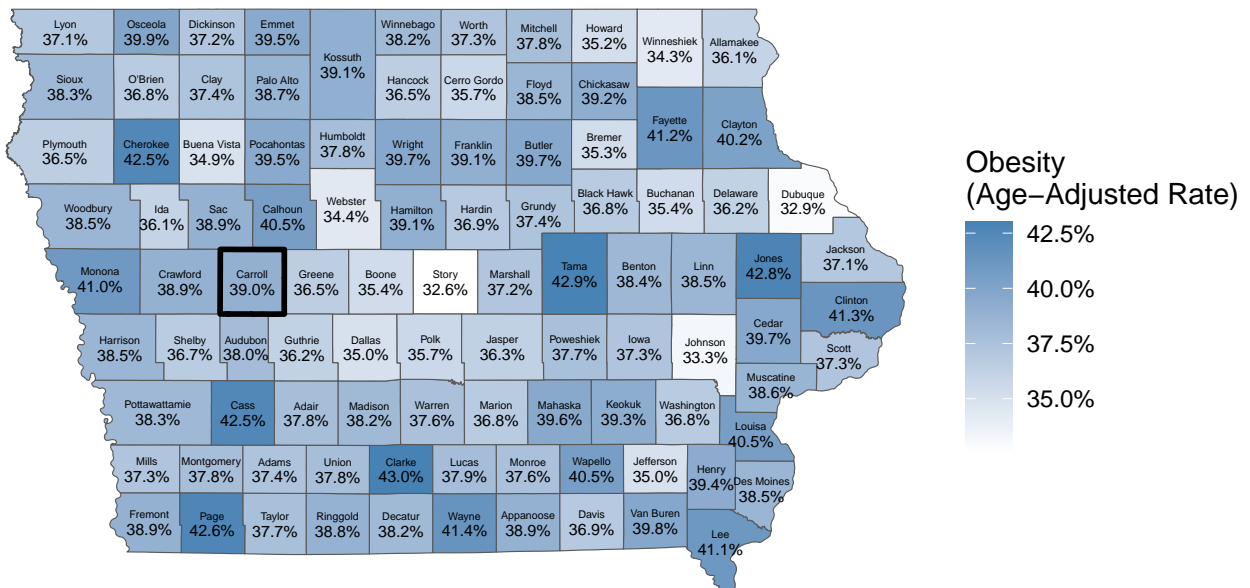 Lyon
37.1%
Osceola
39.9%
Dickinson
37.2%
Emmet
39.5%
Kossuth
39.1%
Winnebago
38.2%
Worth
37.3%
Mitchell
37.8%
Howard
35.2%
Winneshiek
34.3%
Allamakee
36.1%
Sioux
38.3%
O'Brien
36.8%
Clay
37.4%
Palo Alto
38.7%
Hancock
36.5%
Cerro Gordo
35.7%
Floyd
38.5%
Chickasaw
39.2%
Fayette
41.2%
Clayton
40.2%
Plymouth
36.5%
Cherokee
42.5%
Buena Vista
34.9%
Pocahontas
39.5%
Humboldt
37.8%
Wright
39.7%
Franklin
39.1%
Butler
39.7%
Bremer
35.3%
Woodbury
38.5%
Ida
36.1%
Sac
38.9%
Calhoun
40.5%
Webster
34.4%
Hamilton
39.1%
Hardin
36.9%
Grundy
37.4%
Black Hawk
36.8%
Buchanan
35.4%
Delaware
36.2%
Dubuque
32.9%
Monona
41.0%
Crawford
38.9%
Carroll
39.0%
Greene
36.5%
Boone
35.4%
Story
32.6%
Marshall
37.2%
Tama
42.9%
Benton
38.4%
Linn
38.5%
Jones
42.8%
Jackson
37.1%
Clinton
41.3%
Harrison
38.5%
Shelby
36.7%
Audubon
38.0%
Guthrie
36.2%
Dallas
35.0%
Polk
35.7%
Jasper
36.3%
Poweshiek
37.7%
Iowa
37.3%
Johnson
33.3%
Cedar
39.7%
Scott
37.3%
Muscatine
38.6%
Pottawattamie
38.3%
Cass
42.5%
Adair
37.8%
Madison
38.2%
Warren
37.6%
Marion
36.8%
Mahaska
39.6%
Keokuk
39.3%
Washington
36.8%
Louisa
40.5%
Mills
37.3%
Montgomery
37.8%
Adams
37.4%
Union
37.8%
Clarke
43.0%
Lucas
37.9%
Monroe
37.6%
Wapello
40.5%
Jefferson
35.0%
Henry
39.4%
Des Moines
38.5%
Fremont
38.9%
Page
42.6%
Taylor
37.7%
Ringgold
38.8%
Decatur
38.2%
Wayne
41.4%
Appanoose
38.9%
Davis
36.9%
Van Buren
39.8%
Lee
41.1%
Obesity
(Age−Adjusted Rate)
42.5%
40.0%
37.5%
35.0%